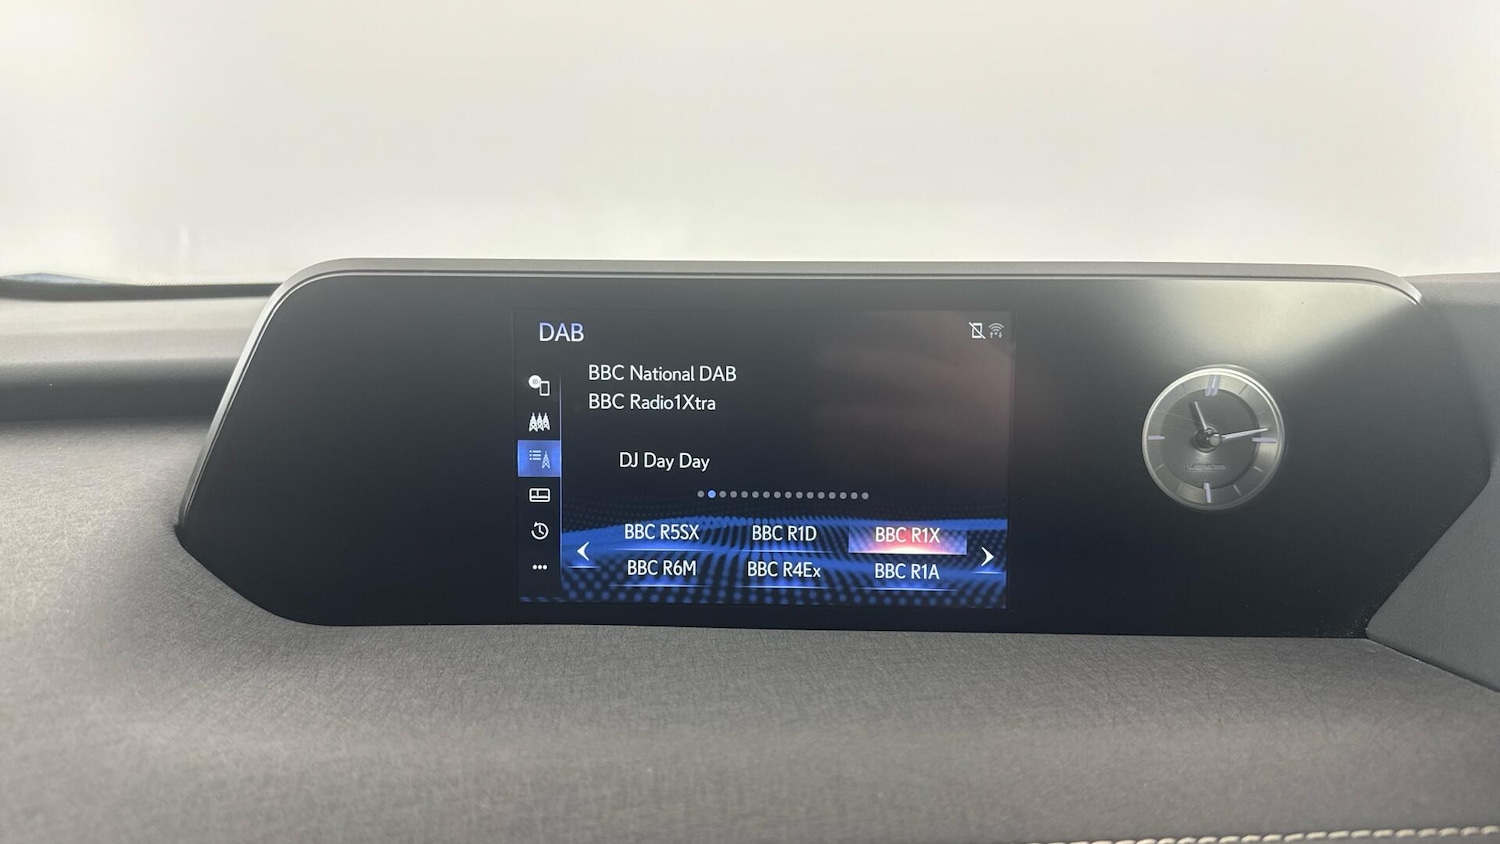 DAB
BBC National DAB
BBC Radio1Xtra
DJ Day Day
BBC R5SX BBC R1D BBC R1X
BBC R6M BBC R4Ex BBC R1A